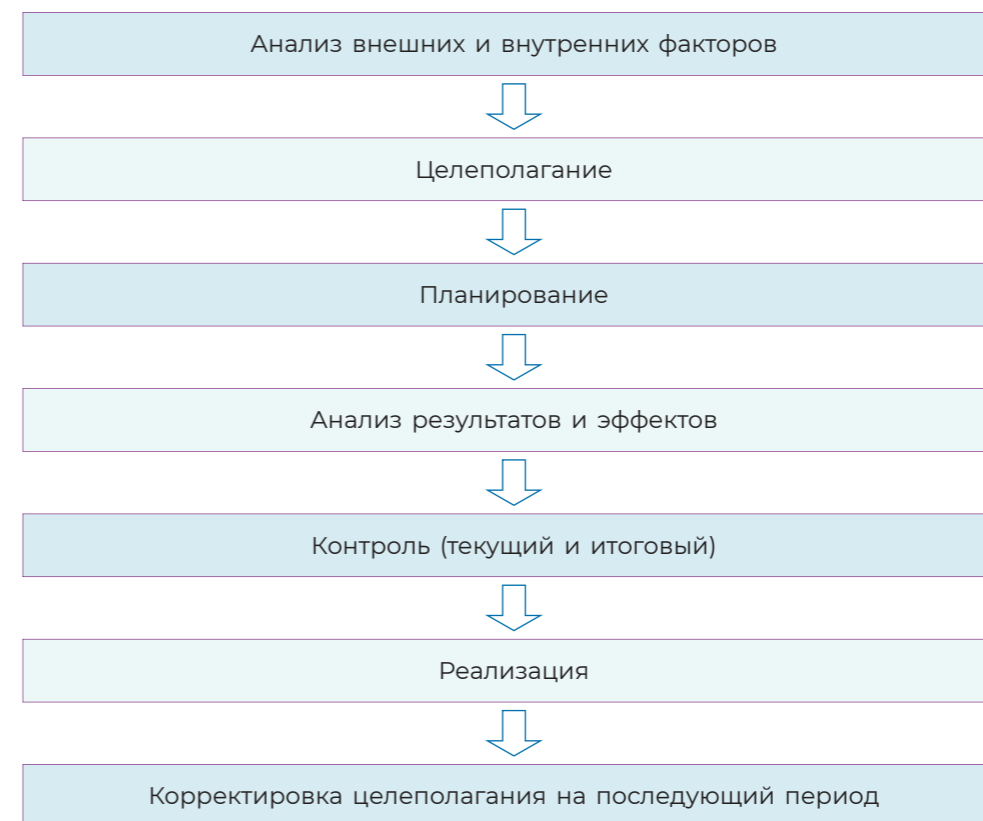 Анализ внешних и внутренних факторов
Целеполагание
Планирование
Анализ результатов и эффектов
Контроль (текущий и итоговый)
Реализация
Корректировка целеполагания на последующий период